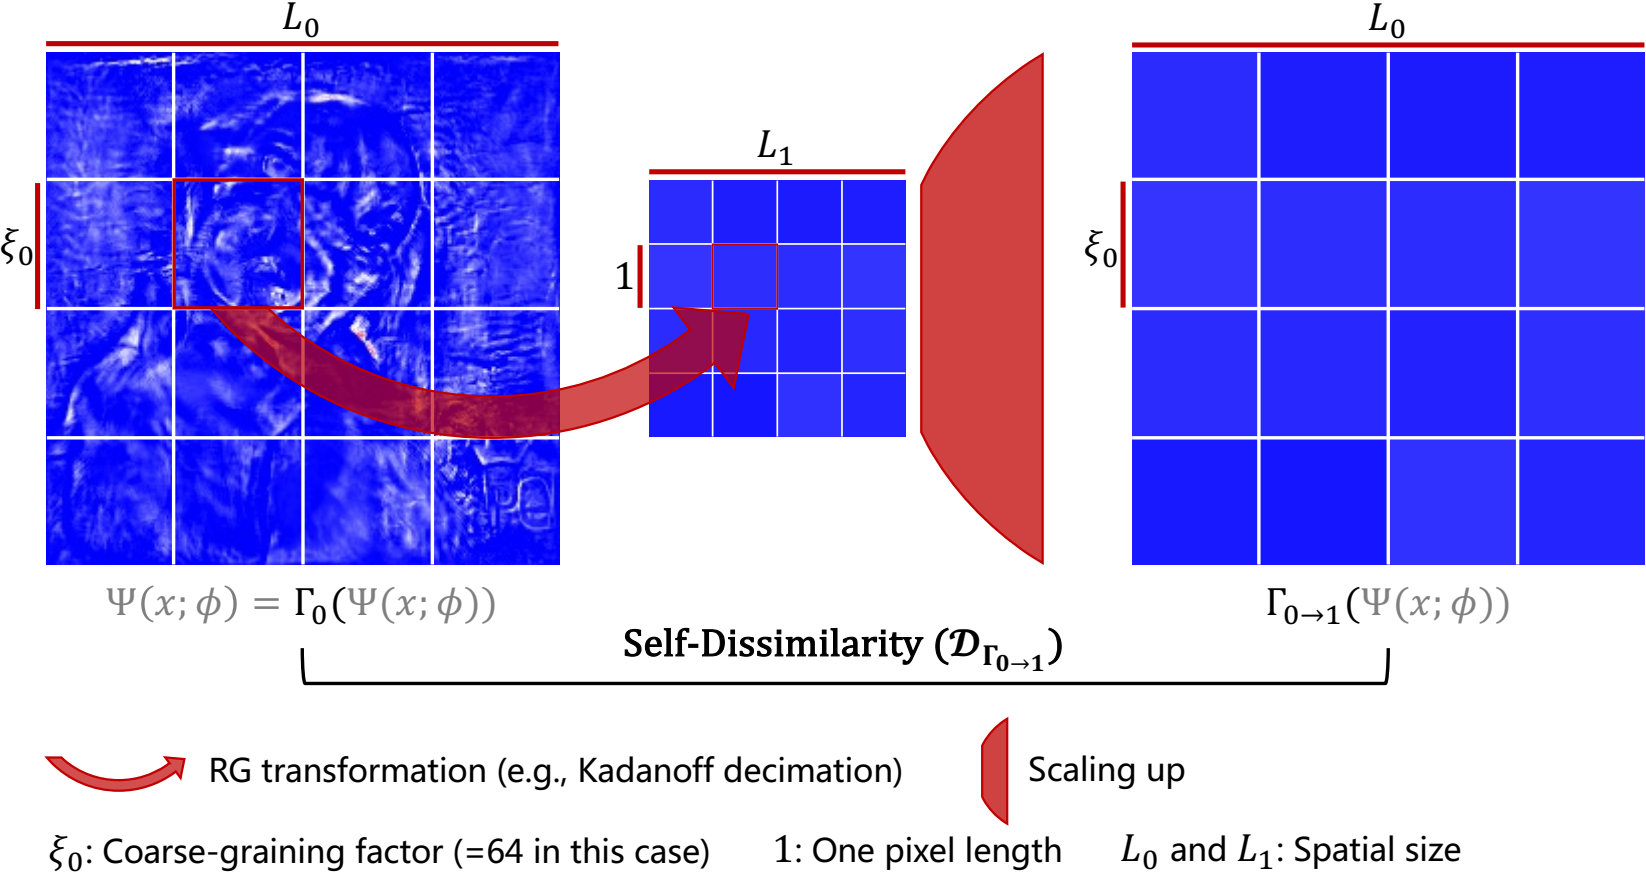 L₀
L₁
L₀
ξ₀
1
ξ₀
Ψ(x; ϕ) = Γ₀(Ψ(x; ϕ))
Γ₀→₁(Ψ(x; ϕ))
Self-Dissimilarity (𝓓_Γ₀→₁)
RG transformation (e.g., Kadanoff decimation)
Scaling up
ξ₀: Coarse-graining factor (=64 in this case)
1: One pixel length
L₀ and L₁: Spatial size